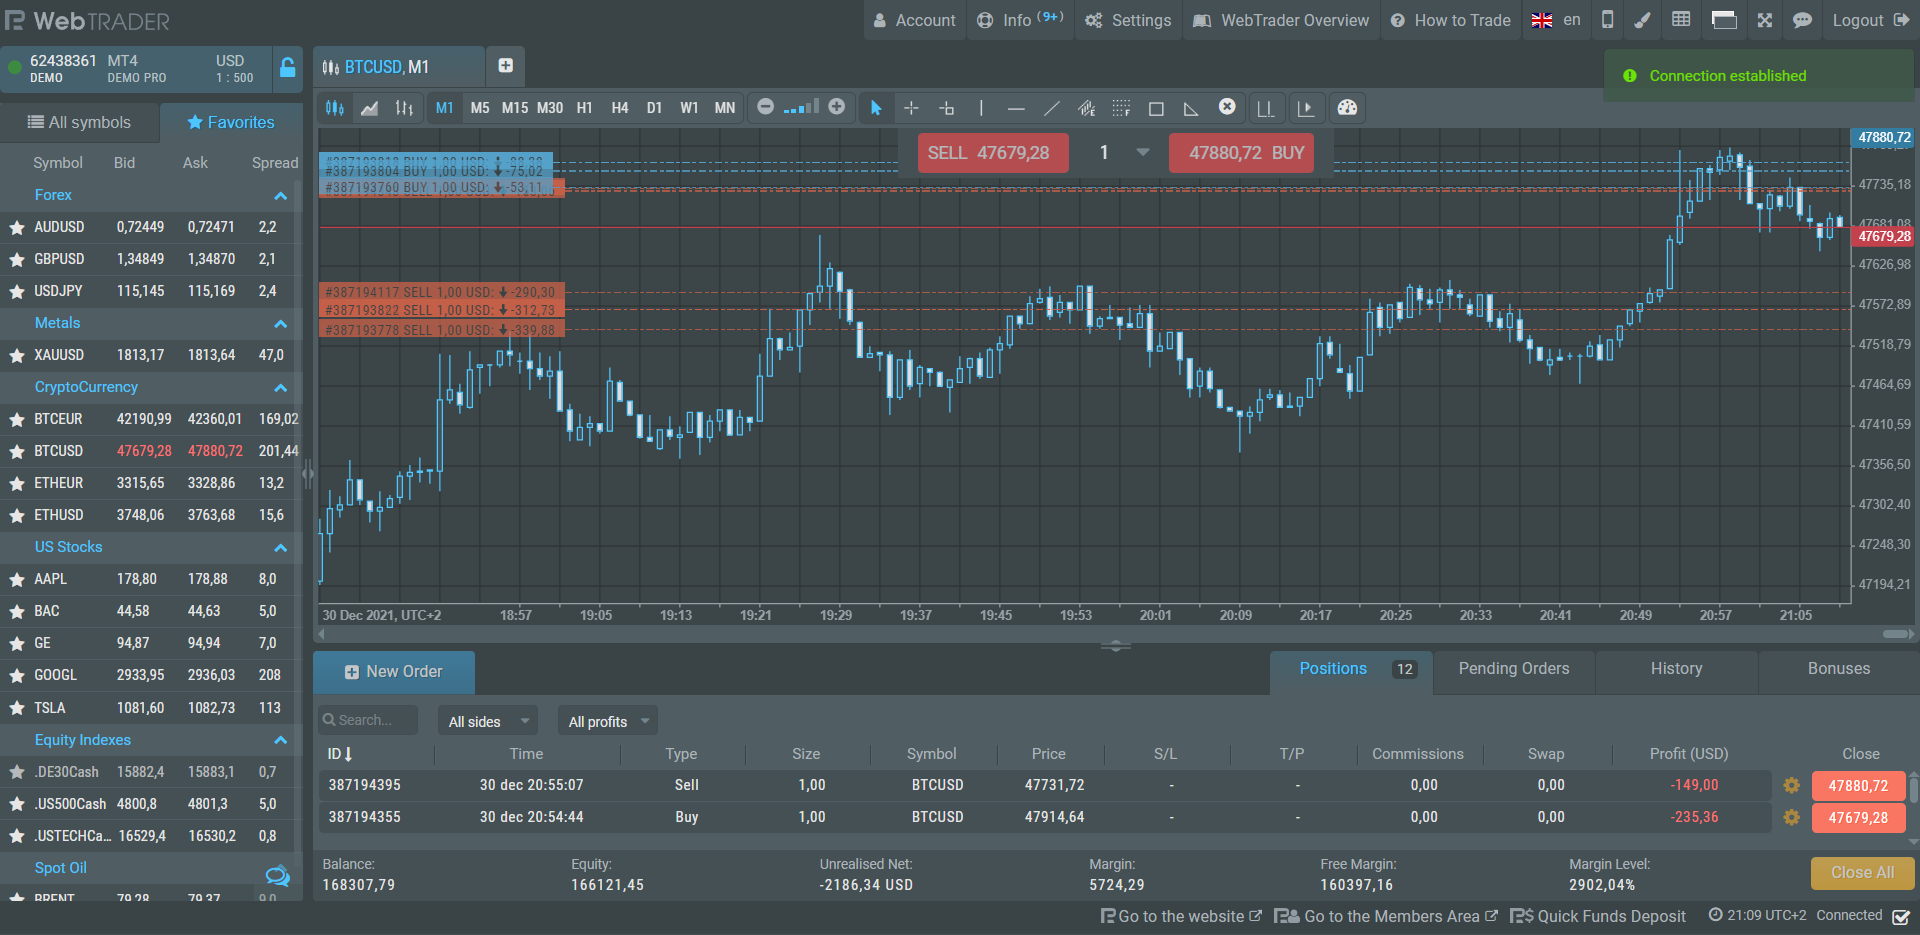 WebTRADER
Account
Info (9+)
Settings
WebTrader Overview
How to Trade
en
Logout
62438361 MT4 USD
DEMO DEMO PRO 1 : 500
BTCUSD, M1
Connection established
All symbols
Favorites
M1 M5 M15 M30 H1 H4 D1 W1 MN
Symbol Bid Ask Spread
Forex
AUDUSD 0,72449 0,72471 2,2
GBPUSD 1,34849 1,34870 2,1
USDJPY 115,145 115,169 2,4
Metals
XAUUSD 1813,17 1813,64 47,0
CryptoCurrency
BTCEUR 42190,99 42360,01 169,02
BTCUSD 47679,28 47880,72 201,44
ETHEUR 3315,65 3328,86 13,2
ETHUSD 3748,06 3763,68 15,6
US Stocks
AAPL 178,80 178,88 8,0
BAC 44,58 44,63 5,0
GE 94,87 94,94 7,0
GOOGL 2933,95 2936,03 208
TSLA 1081,60 1082,73 113
Equity Indexes
.DE30Cash 15882,4 15883,1 0,7
.US500Cash 4800,8 4801,3 5,0
.USTECHCa... 16529,4 16530,2 0,8
Spot Oil
BRENT 79,28 79,37 9,0
SELL 47679,28
1
47880,72 BUY
#387193804 BUY 1,00 USD: -75,02
#387193760 BUY 1,00 USD: -53,11
#387194117 SELL 1,00 USD: -290,30
#387193822 SELL 1,00 USD: -312,73
#387193778 SELL 1,00 USD: -339,88
47880,72
47735,18
47681,08
47679,28
47626,98
47572,89
47518,79
47464,69
47410,59
47356,50
47302,40
47248,30
47194,21
30 Dec 2021, UTC+2 18:57 19:05 19:13 19:21 19:29 19:37 19:45 19:53 20:01 20:09 20:17 20:25 20:33 20:41 20:49 20:57 21:05
New Order
Positions 12
Pending Orders
History
Bonuses
Search...
All sides
All profits
ID Time Type Size Symbol Price S/L T/P Commissions Swap Profit (USD) Close
387194395 30 dec 20:55:07 Sell 1,00 BTCUSD 47731,72 - - 0,00 0,00 -149,00 47880,72
387194355 30 dec 20:54:44 Buy 1,00 BTCUSD 47914,64 - - 0,00 0,00 -235,36 47679,28
Balance: Equity: Unrealised Net: Margin: Free Margin: Margin Level:
168307,79 166121,45 -2186,34 USD 5724,29 160397,16 2902,04%
Close All
Go to the website
Go to the Members Area
Quick Funds Deposit
21:09 UTC+2
Connected